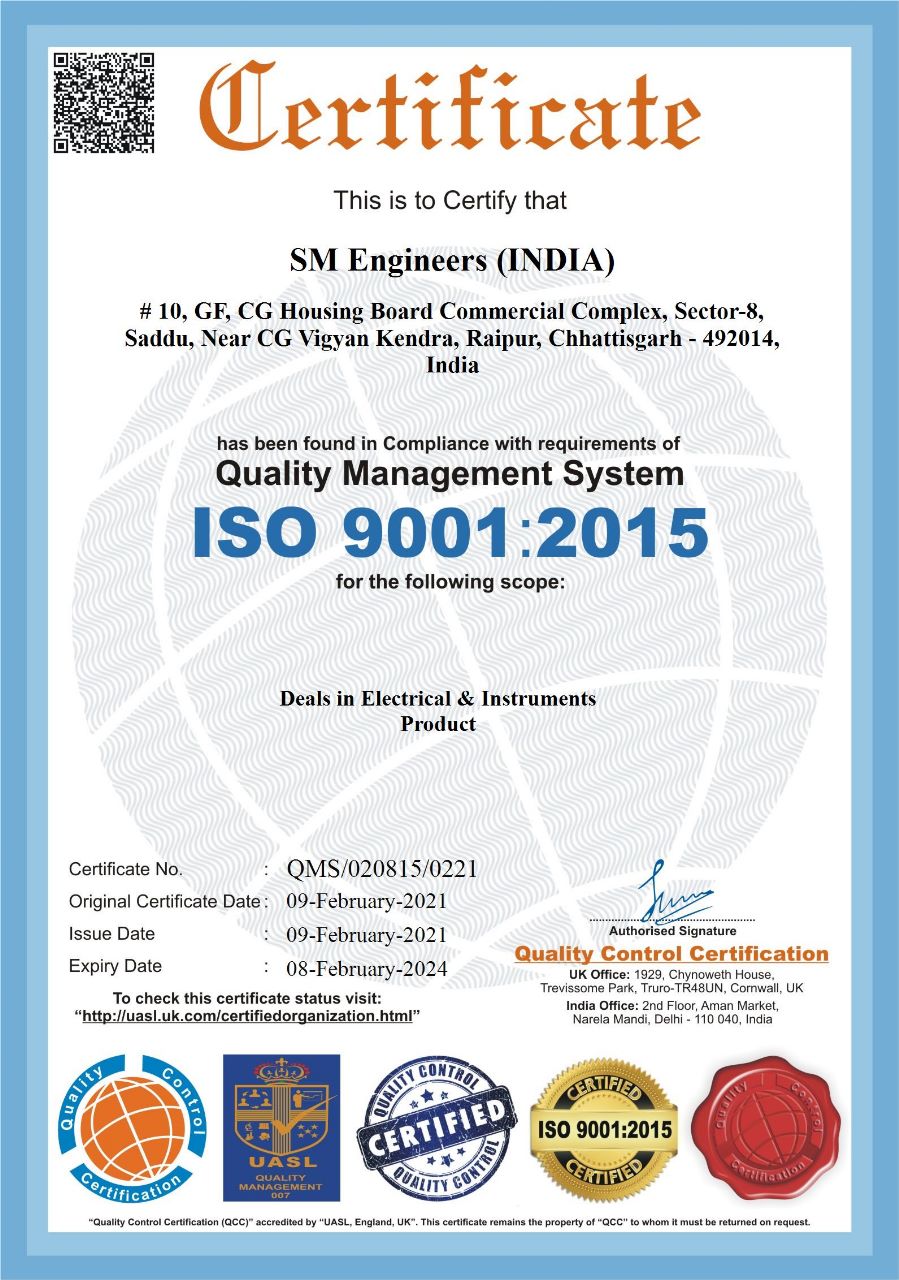 Certificate
This is to Certify that
SM Engineers (INDIA)
# 10, GF, CG Housing Board Commercial Complex, Sector-8,
Saddu, Near CG Vigyan Kendra, Raipur, Chhattisgarh - 492014,
India
has been found in Compliance with requirements of
Quality Management System
ISO 9001:2015
for the following scope:
Deals in Electrical & Instruments
Product
Certificate No. : QMS/020815/0221
Original Certificate Date : 09-February-2021
Issue Date : 09-February-2021
Expiry Date : 08-February-2024
To check this certificate status visit:
“http://uasl.uk.com/certifiedorganization.html”
Authorised Signature
Quality Control Certification
UK Office: 1929, Chynoweth House,
Trevissome Park, Truro-TR48UN, Cornwall, UK
India Office: 2nd Floor, Aman Market,
Narela Mandi, Delhi - 110 040, India
Quality Control
Certification
UASL
QUALITY
MANAGEMENT
007
QUALITY CONTROL
CERTIFIED
QUALITY CONTROL
CERTIFIED
ISO 9001:2015
CERTIFIED
Quality Control
Certification
“Quality Control Certification (QCC)” accredited by “UASL, England, UK”. This certificate remains the property of “QCC” to whom it must be returned on request.